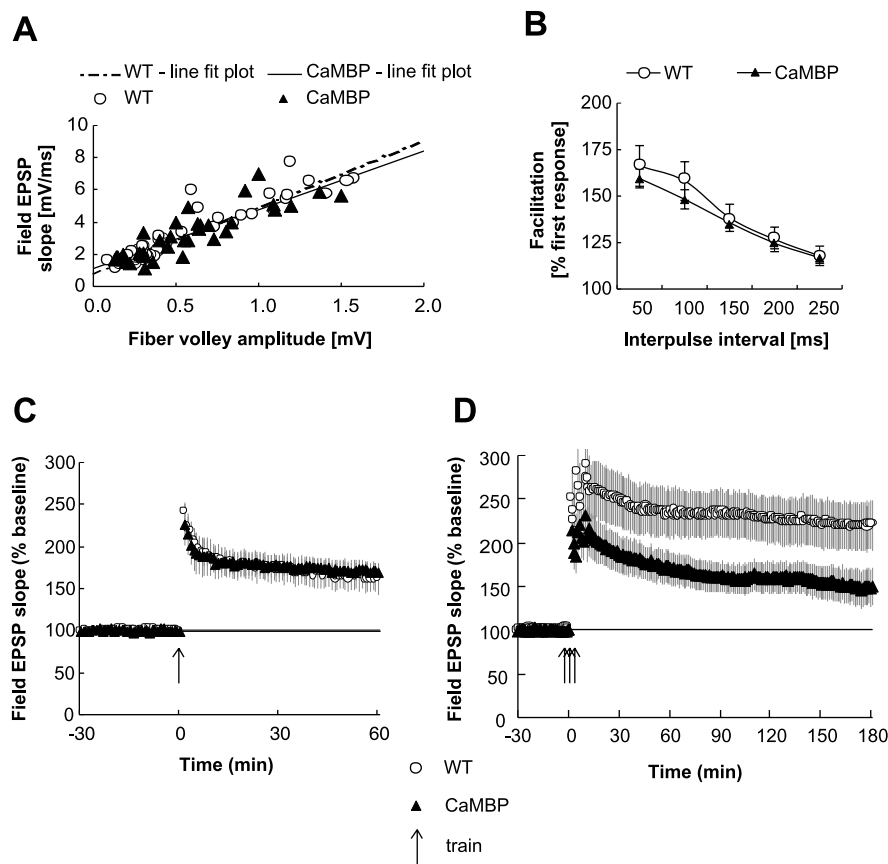 A
WT - line fit plot
CaMBP - line fit plot
WT
CaMBP
Field EPSP
slope [mV/ms]
10
8
6
4
2
0
0.0
0.5
1.0
1.5
2.0
Fiber volley amplitude [mV]
B
WT
CaMBP
Facilitation
[% first response]
200
175
150
125
100
50
100
150
200
250
Interpulse interval [ms]
C
Field EPSP slope (% baseline)
300
250
200
150
100
50
0
-30
0
30
60
Time (min)
D
Field EPSP slope (% baseline)
300
250
200
150
100
50
0
-30
0
30
60
90
120
150
180
Time (min)
WT
CaMBP
train